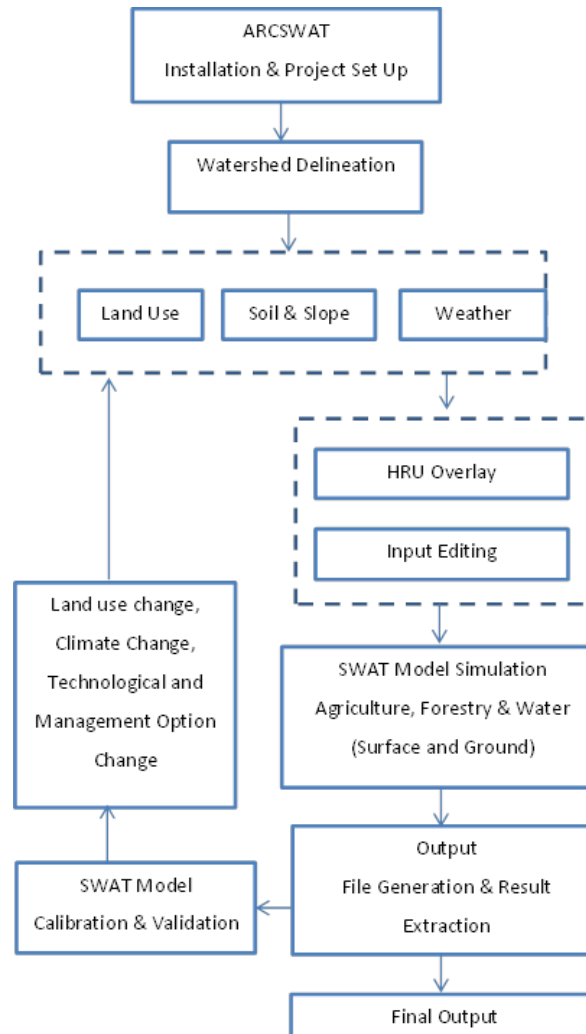 ARCSWAT
Installation & Project Set Up
Watershed Delineation
Land Use
Soil & Slope
Weather
HRU Overlay
Input Editing
Land use change,
Climate Change,
Technological and
Management Option
Change
SWAT Model Simulation
Agriculture, Forestry & Water
(Surface and Ground)
Output
File Generation & Result
Extraction
SWAT Model
Calibration & Validation
Final Output